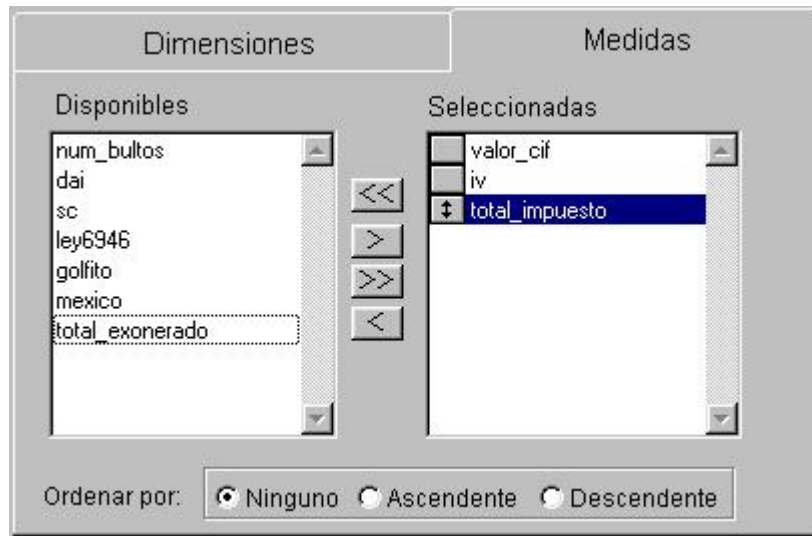 Dimensiones
Medidas
Disponibles
Seleccionadas
num_bultos
dai
sc
ley6946
golfito
mexico
total_exonerado
<<
>
>>
<
valor_cif
iv
total_impuesto
Ordenar por: Ninguno Ascendente Descendente